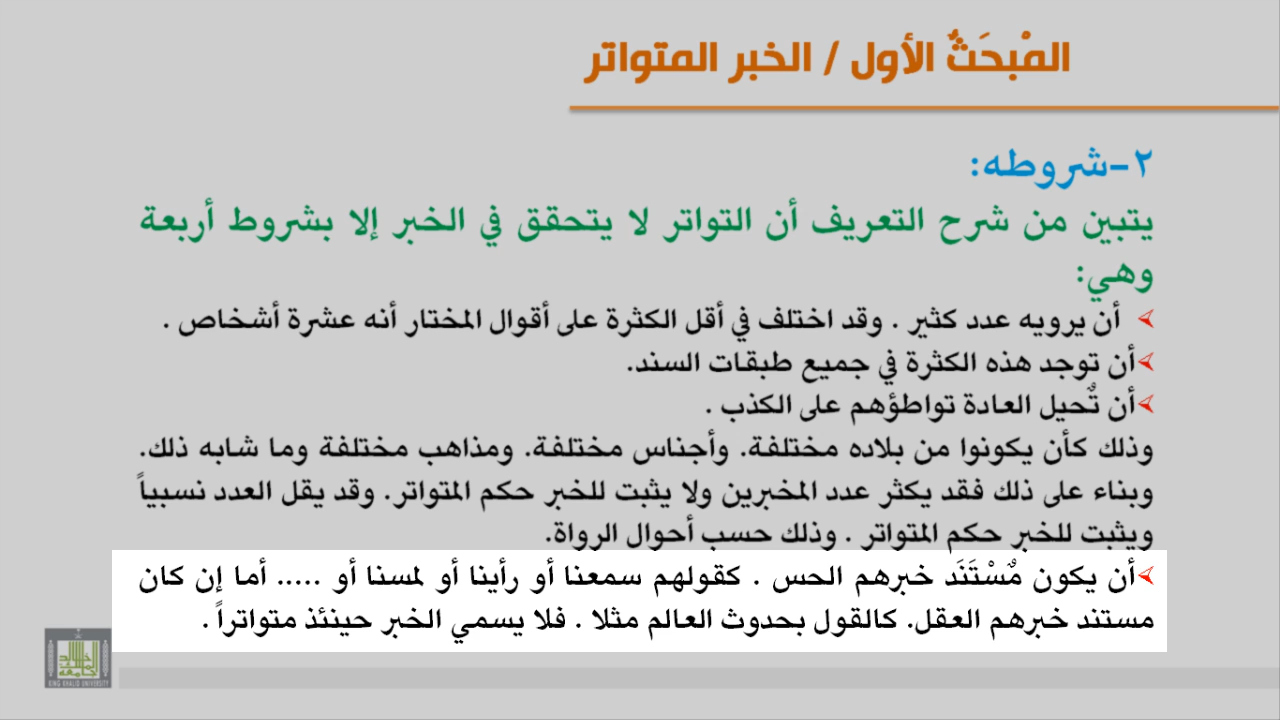 المْبحَثُ الأول / الخبر المتواتر
٢-شروطه:
يتبين من شرح التعريف أن التواتر لا يتحقق في الخبر إلا بشروط أربعة
وهي:
أن يرويه عدد كثير . وقد اختلف في أقل الكثرة على أقوال المختار أنه عشرة أشخاص .
أن توجد هذه الكثرة في جميع طبقات السند.
أن تُحيل العادة تواطؤهم على الكذب .
وذلك كأن يكونوا من بلاده مختلفة. وأجناس مختلفة. ومذاهب مختلفة وما شابه ذلك.
وبناء على ذلك فقد يكثر عدد المخبرين ولا يثبت للخبر حكم المتواتر. وقد يقل العدد نسبياً
ويثبت للخبر حكم المتواتر . وذلك حسب أحوال الرواة.
أن يكون مُسْتَنَد خبرهم الحس . كقولهم سمعنا أو رأينا أو لمسنا أو ..... أما إن كان
مستند خبرهم العقل. كالقول بحدوث العالم مثلا . فلا يسمي الخبر حينئذ متواتراً .
KING KHALID UNIVERSITY